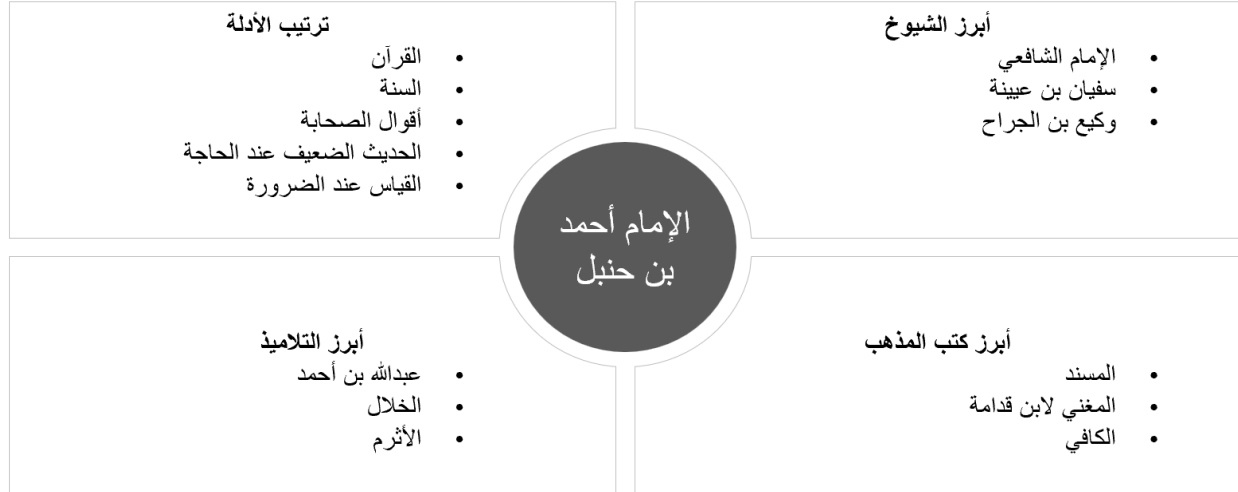 أبرز الشيوخ
• الإمام الشافعي
• سفيان بن عيينة
• وكيع بن الجراح
ترتيب الأدلة
• القرآن
• السنة
• أقوال الصحابة
• الحديث الضعيف عند الحاجة
• القياس عند الضرورة
الإمام أحمد
بن حنبل
أبرز كتب المذهب
• المسند
• المغني لابن قدامة
• الكافي
أبرز التلاميذ
• عبدالله بن أحمد
• الخلال
• الأثرم